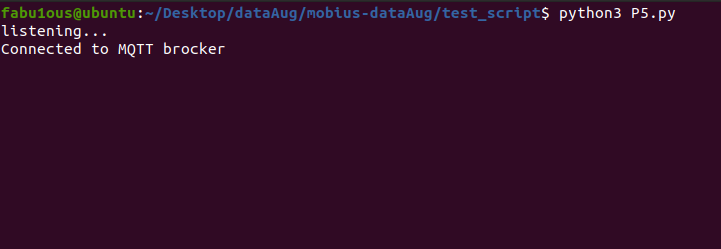 fabu1ous@ubuntu:~/Desktop/dataAug/mobius-dataAug/test_script$ python3 P5.py
listening...
Connected to MQTT brocker